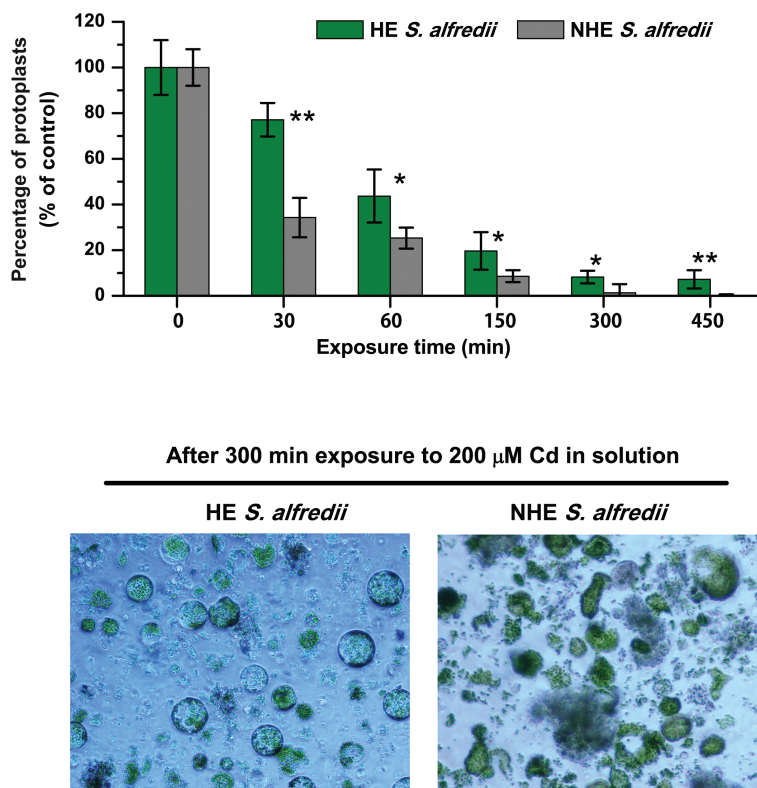 HE S. alfredii NHE S. alfredii
Percentage of protoplasts
(% of control)
120
100
80
60
40
20
0
**
*
*
*
**
0 30 60 150 300 450
Exposure time (min)
After 300 min exposure to 200 μM Cd in solution
HE S. alfredii NHE S. alfredii